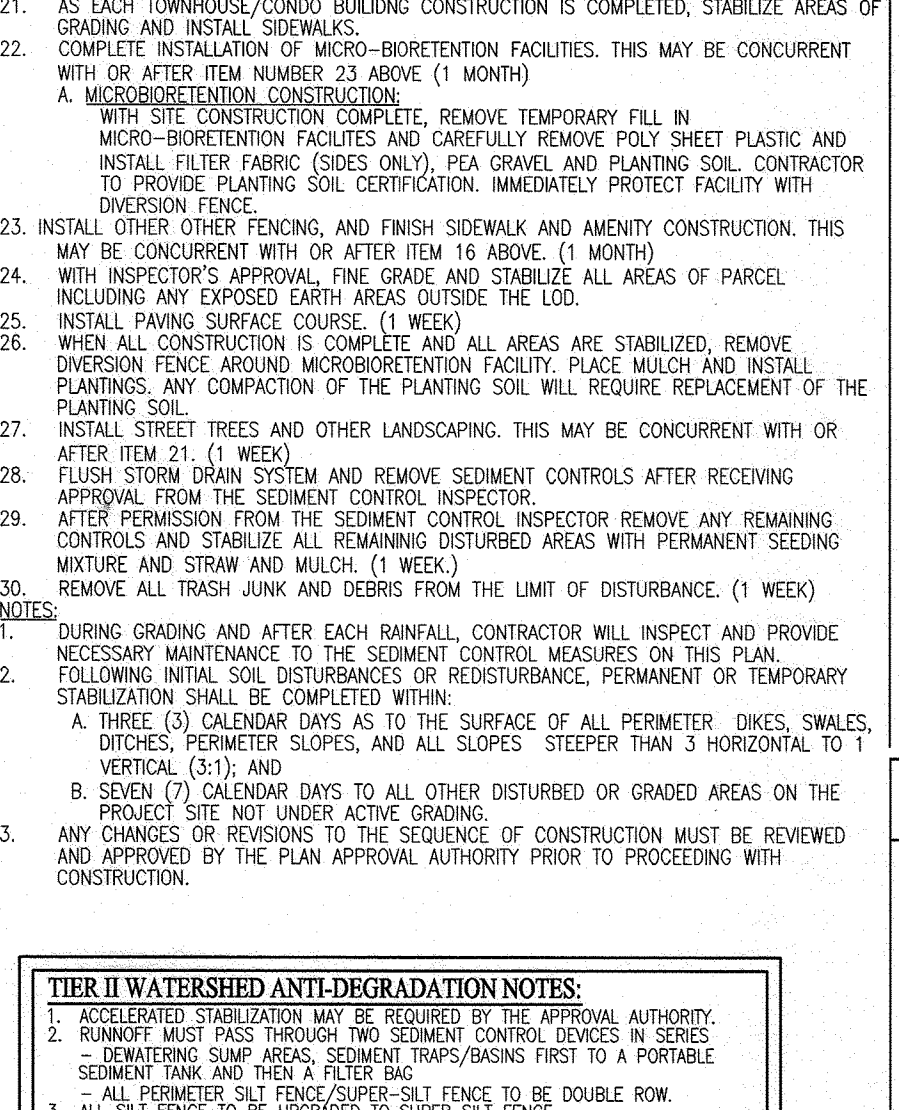 21. AS EACH TOWNHOUSE/CONDO BUILIDNG CONSTRUCTION IS COMPLETED, STABILIZE AREAS OF
GRADING AND INSTALL SIDEWALKS.
22. COMPLETE INSTALLATION OF MICRO-BIORETENTION FACILITIES. THIS MAY BE CONCURRENT
WITH OR AFTER ITEM NUMBER 23 ABOVE (1 MONTH)
A. MICROBIORETENTION CONSTRUCTION:
WITH SITE CONSTRUCTION COMPLETE, REMOVE TEMPORARY FILL IN
MICRO-BIORETENTION FACILITES AND CAREFULLY REMOVE POLY SHEET PLASTIC AND
INSTALL FILTER FABRIC (SIDES ONLY), PEA GRAVEL AND PLANTING SOIL. CONTRACTOR
TO PROVIDE PLANTING SOIL CERTIFICATION. IMMEDIATELY PROTECT FACILITY WITH
DIVERSION FENCE.
23. INSTALL OTHER OTHER FENCING, AND FINISH SIDEWALK AND AMENITY CONSTRUCTION. THIS
MAY BE CONCURRENT WITH OR AFTER ITEM 16 ABOVE. (1 MONTH)
24. WITH INSPECTOR'S APPROVAL, FINE GRADE AND STABILIZE ALL AREAS OF PARCEL
INCLUDING ANY EXPOSED EARTH AREAS OUTSIDE THE LOD.
25. INSTALL PAVING SURFACE COURSE. (1 WEEK)
26. WHEN ALL CONSTRUCTION IS COMPLETE AND ALL AREAS ARE STABILIZED, REMOVE
DIVERSION FENCE AROUND MICROBIORETENTION FACILITY. PLACE MULCH AND INSTALL
PLANTINGS. ANY COMPACTION OF THE PLANTING SOIL WILL REQUIRE REPLACEMENT OF THE
PLANTING SOIL.
27. INSTALL STREET TREES AND OTHER LANDSCAPING. THIS MAY BE CONCURRENT WITH OR
AFTER ITEM 21. (1 WEEK)
28. FLUSH STORM DRAIN SYSTEM AND REMOVE SEDIMENT CONTROLS AFTER RECEIVING
APPROVAL FROM THE SEDIMENT CONTROL INSPECTOR.
29. AFTER PERMISSION FROM THE SEDIMENT CONTROL INSPECTOR REMOVE ANY REMAINING
CONTROLS AND STABILIZE ALL REMAININIG DISTURBED AREAS WITH PERMANENT SEEDING
MIXTURE AND STRAW AND MULCH. (1 WEEK.)
30. REMOVE ALL TRASH JUNK AND DEBRIS FROM THE LIMIT OF DISTURBANCE. (1 WEEK)
NOTES:
1. DURING GRADING AND AFTER EACH RAINFALL, CONTRACTOR WILL INSPECT AND PROVIDE
NECESSARY MAINTENANCE TO THE SEDIMENT CONTROL MEASURES ON THIS PLAN.
2. FOLLOWING INITIAL SOIL DISTURBANCES OR REDISTURBANCE, PERMANENT OR TEMPORARY
STABILIZATION SHALL BE COMPLETED WITHIN:
A. THREE (3) CALENDAR DAYS AS TO THE SURFACE OF ALL PERIMETER DIKES, SWALES,
DITCHES, PERIMETER SLOPES, AND ALL SLOPES STEEPER THAN 3 HORIZONTAL TO 1
VERTICAL (3:1); AND
B. SEVEN (7) CALENDAR DAYS TO ALL OTHER DISTURBED OR GRADED AREAS ON THE
PROJECT SITE NOT UNDER ACTIVE GRADING.
3. ANY CHANGES OR REVISIONS TO THE SEQUENCE OF CONSTRUCTION MUST BE REVIEWED
AND APPROVED BY THE PLAN APPROVAL AUTHORITY PRIOR TO PROCEEDING WITH
CONSTRUCTION.
TIER II WATERSHED ANTI-DEGRADATION NOTES:
1. ACCELERATED STABILIZATION MAY BE REQUIRED BY THE APPROVAL AUTHORITY.
2. RUNNOFF MUST PASS THROUGH TWO SEDIMENT CONTROL DEVICES IN SERIES
- DEWATERING SUMP AREAS, SEDIMENT TRAPS/BASINS FIRST TO A PORTABLE
SEDIMENT TANK AND THEN A FILTER BAG
- ALL PERIMETER SILT FENCE/SUPER-SILT FENCE TO BE DOUBLE ROW.
3. ALL SILT FENCE TO BE UPGRADED TO SUPER SILT FENCE